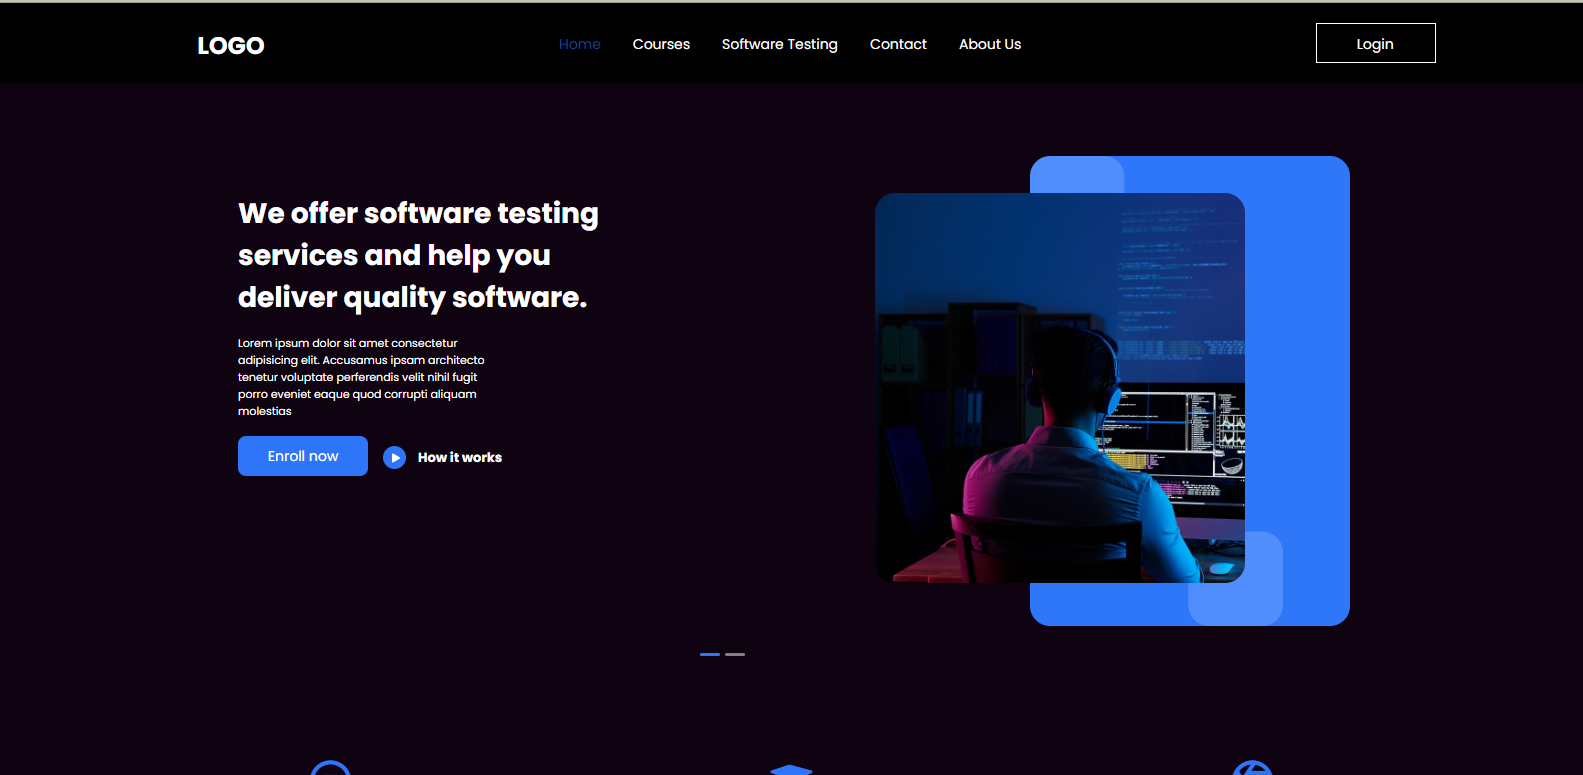 LOGO
Home
Courses
Software Testing
Contact
About Us
Login
We offer software testing
services and help you
deliver quality software.
Lorem ipsum dolor sit amet consectetur
adipisicing elit. Accusamus ipsam architecto
tenetur voluptate perferendis velit nihil fugit
porro eveniet eaque quod corrupti aliquam
molestias
Enroll now
How it works